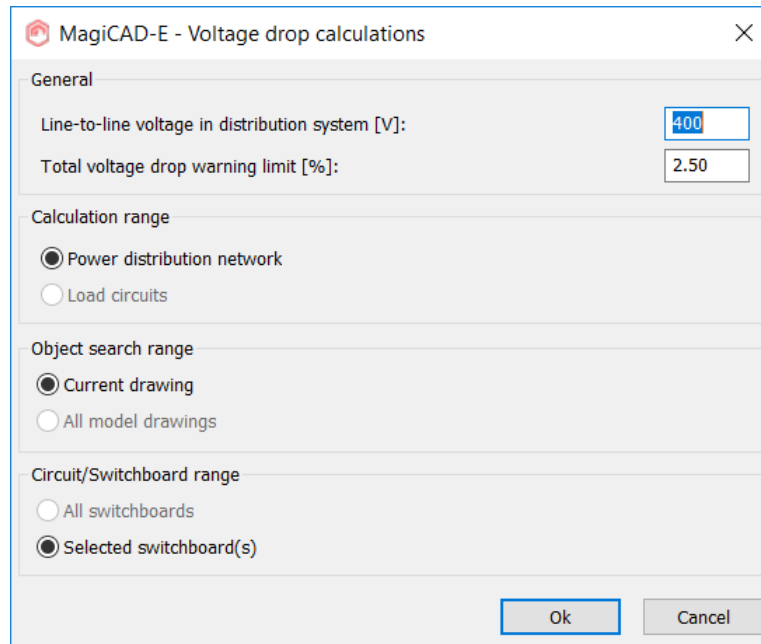 MagiCAD-E - Voltage drop calculations
General
Line-to-line voltage in distribution system [V]: 400
Total voltage drop warning limit [%]: 2.50
Calculation range
Power distribution network
Load circuits
Object search range
Current drawing
All model drawings
Circuit/Switchboard range
All switchboards
Selected switchboard(s)
Ok Cancel